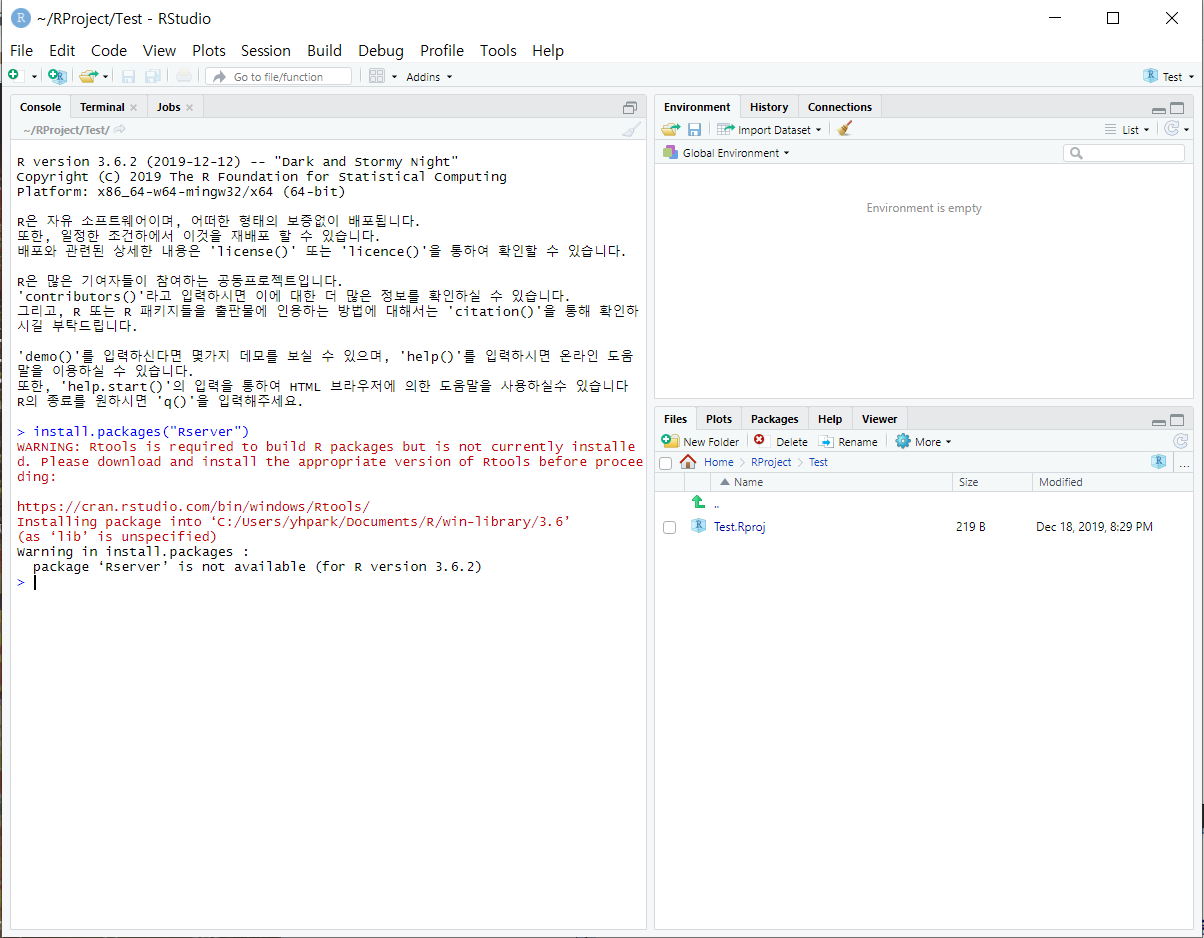 ~/RProject/Test - RStudio
File Edit Code View Plots Session Build Debug Profile Tools Help
Go to file/function Addins Test
Console Terminal Jobs
~/RProject/Test/
R version 3.6.2 (2019-12-12) -- "Dark and Stormy Night"
Copyright (C) 2019 The R Foundation for Statistical Computing
Platform: x86_64-w64-mingw32/x64 (64-bit)
R은 자유 소프트웨어이며, 어떠한 형태의 보증없이 배포됩니다.
또한, 일정한 조건하에서 이것을 재배포 할 수 있습니다.
배포와 관련된 상세한 내용은 'license()' 또는 'licence()'을 통하여 확인할 수 있습니다.
R은 많은 기여자들이 참여하는 공동프로젝트입니다.
'contributors()'라고 입력하시면 이에 대한 더 많은 정보를 확인하실 수 있습니다.
그리고, R 또는 R 패키지들을 출판물에 인용하는 방법에 대해서는 'citation()'을 통해 확인하
시길 부탁드립니다.
'demo()'를 입력하신다면 몇가지 데모를 보실 수 있으며, 'help()'를 입력하시면 온라인 도움
말을 이용하실 수 있습니다.
또한, 'help.start()'의 입력을 통하여 HTML 브라우저에 의한 도움말을 사용하실수 있습니다
R의 종료를 원하시면 'q()'을 입력해주세요.
> install.packages("Rserver")
WARNING: Rtools is required to build R packages but is not currently installe
d. Please download and install the appropriate version of Rtools before procee
ding:
https://cran.rstudio.com/bin/windows/Rtools/
Installing package into ‘C:/Users/yhpark/Documents/R/win-library/3.6’
(as ‘lib’ is unspecified)
Warning in install.packages :
package ‘Rserver’ is not available (for R version 3.6.2)
>
Environment History Connections
Import Dataset List
Global Environment
Environment is empty
Files Plots Packages Help Viewer
New Folder Delete Rename More
Home RProject Test ...
Name Size Modified
..
Test.Rproj 219 B Dec 18, 2019, 8:29 PM